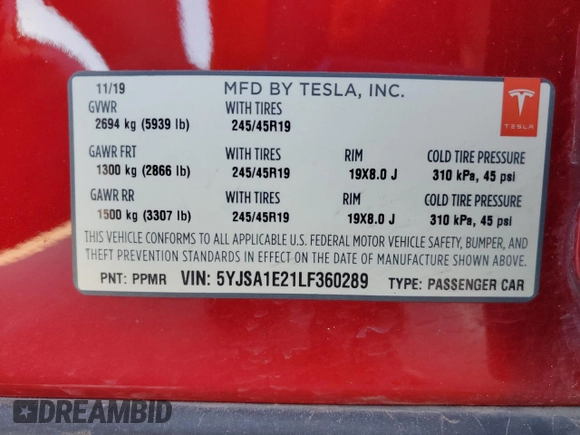 11/19 MFD BY TESLA, INC.
GVWR WITH TIRES
2694 kg (5939 lb) 245/45R19
TESLA
GAWR FRT WITH TIRES RIM COLD TIRE PRESSURE
1300 kg (2866 lb) 245/45R19 19X8.0 J 310 kPa, 45 psi
GAWR RR WITH TIRES RIM COLD TIRE PRESSURE
1500 kg (3307 lb) 245/45R19 19X8.0 J 310 kPa, 45 psi
THIS VEHICLE CONFORMS TO ALL APPLICABLE U.S. FEDERAL MOTOR VEHICLE SAFETY, BUMPER, AND
THEFT PREVENTION STANDARDS IN EFFECT ON THE DATE OF MANUFACTURE SHOWN ABOVE.
PNT: PPMR VIN: 5YJSA1E21LF360289 TYPE: PASSENGER CAR
DREAMBID